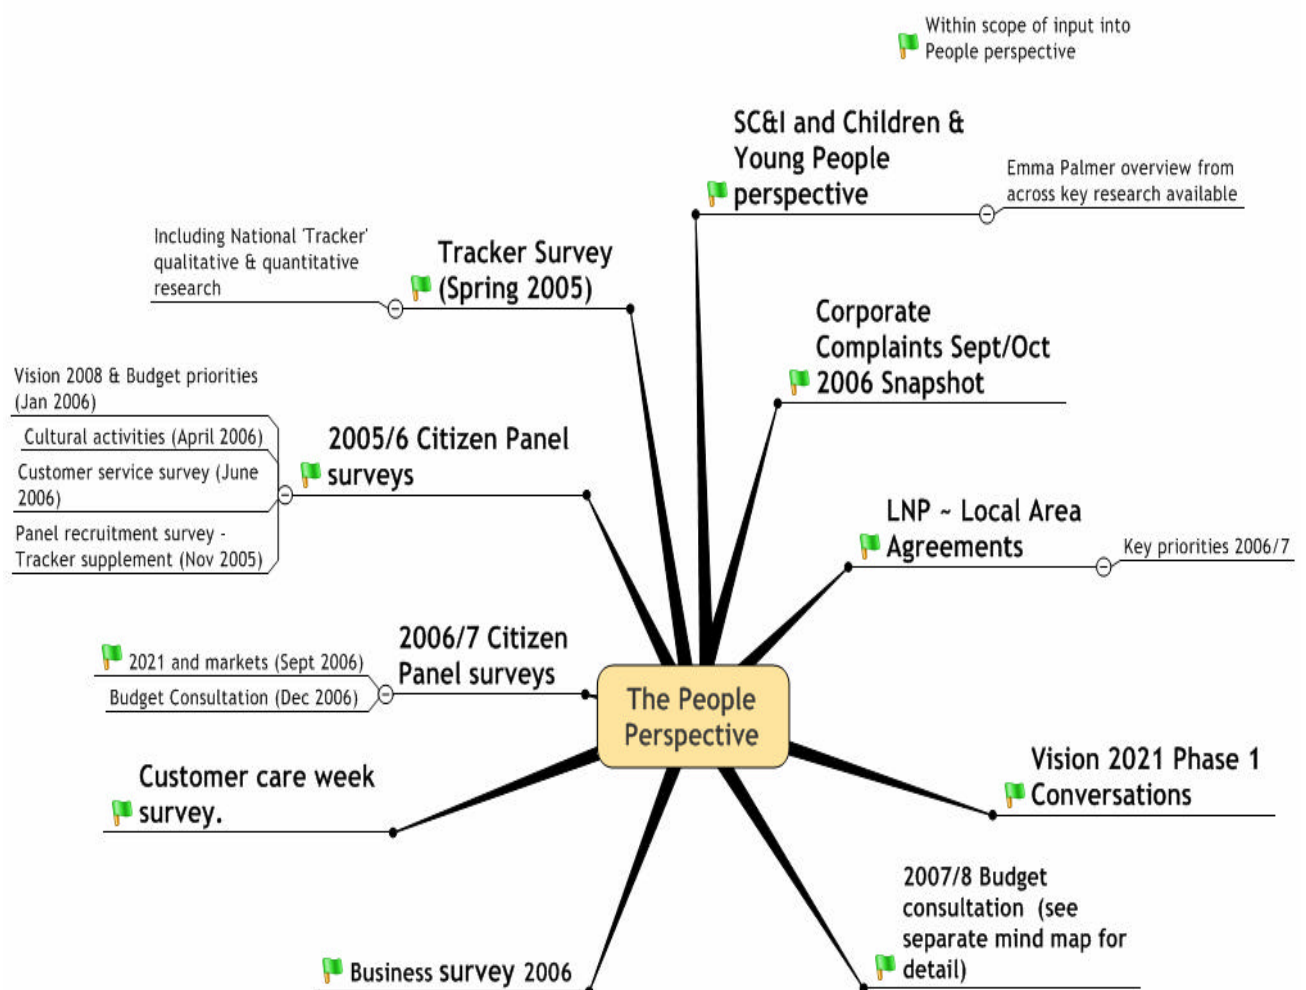 Within scope of input into
People perspective
SC&I and Children &
Young People
perspective
Emma Palmer overview from
across key research available
Including National 'Tracker'
qualitative & quantitative
research
Tracker Survey
(Spring 2005)
Corporate
Complaints Sept/Oct
2006 Snapshot
Vision 2008 & Budget priorities
(Jan 2006)
Cultural activities (April 2006)
Customer service survey (June
2006)
Panel recruitment survey -
Tracker supplement (Nov 2005)
2005/6 Citizen Panel
surveys
LNP ~ Local Area
Agreements
Key priorities 2006/7
2021 and markets (Sept 2006)
Budget Consultation (Dec 2006)
2006/7 Citizen
Panel surveys
The People
Perspective
Customer care week
survey.
Vision 2021 Phase 1
Conversations
2007/8 Budget
consultation (see
separate mind map for
detail)
Business survey 2006